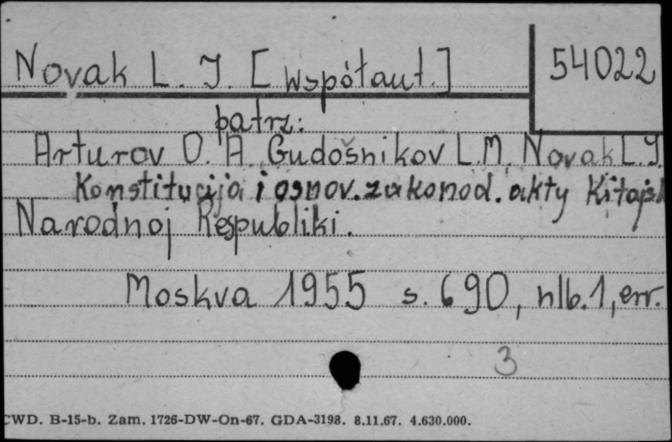 Novak L. J. [współaut.] 54022
patrz:
Arturov O. A. Gudošnikov L.M. Novak L.J.
Konstitucija i osnov. zakonod. akty Kitajsk
Narodnoj Respubliki.
Moskva 1955 s. 690, nlb. 1, err.
3
CWD. B-15-b. Zam. 1726-DW-On-67. GDA-3198. 8.11.67. 4.630.000.